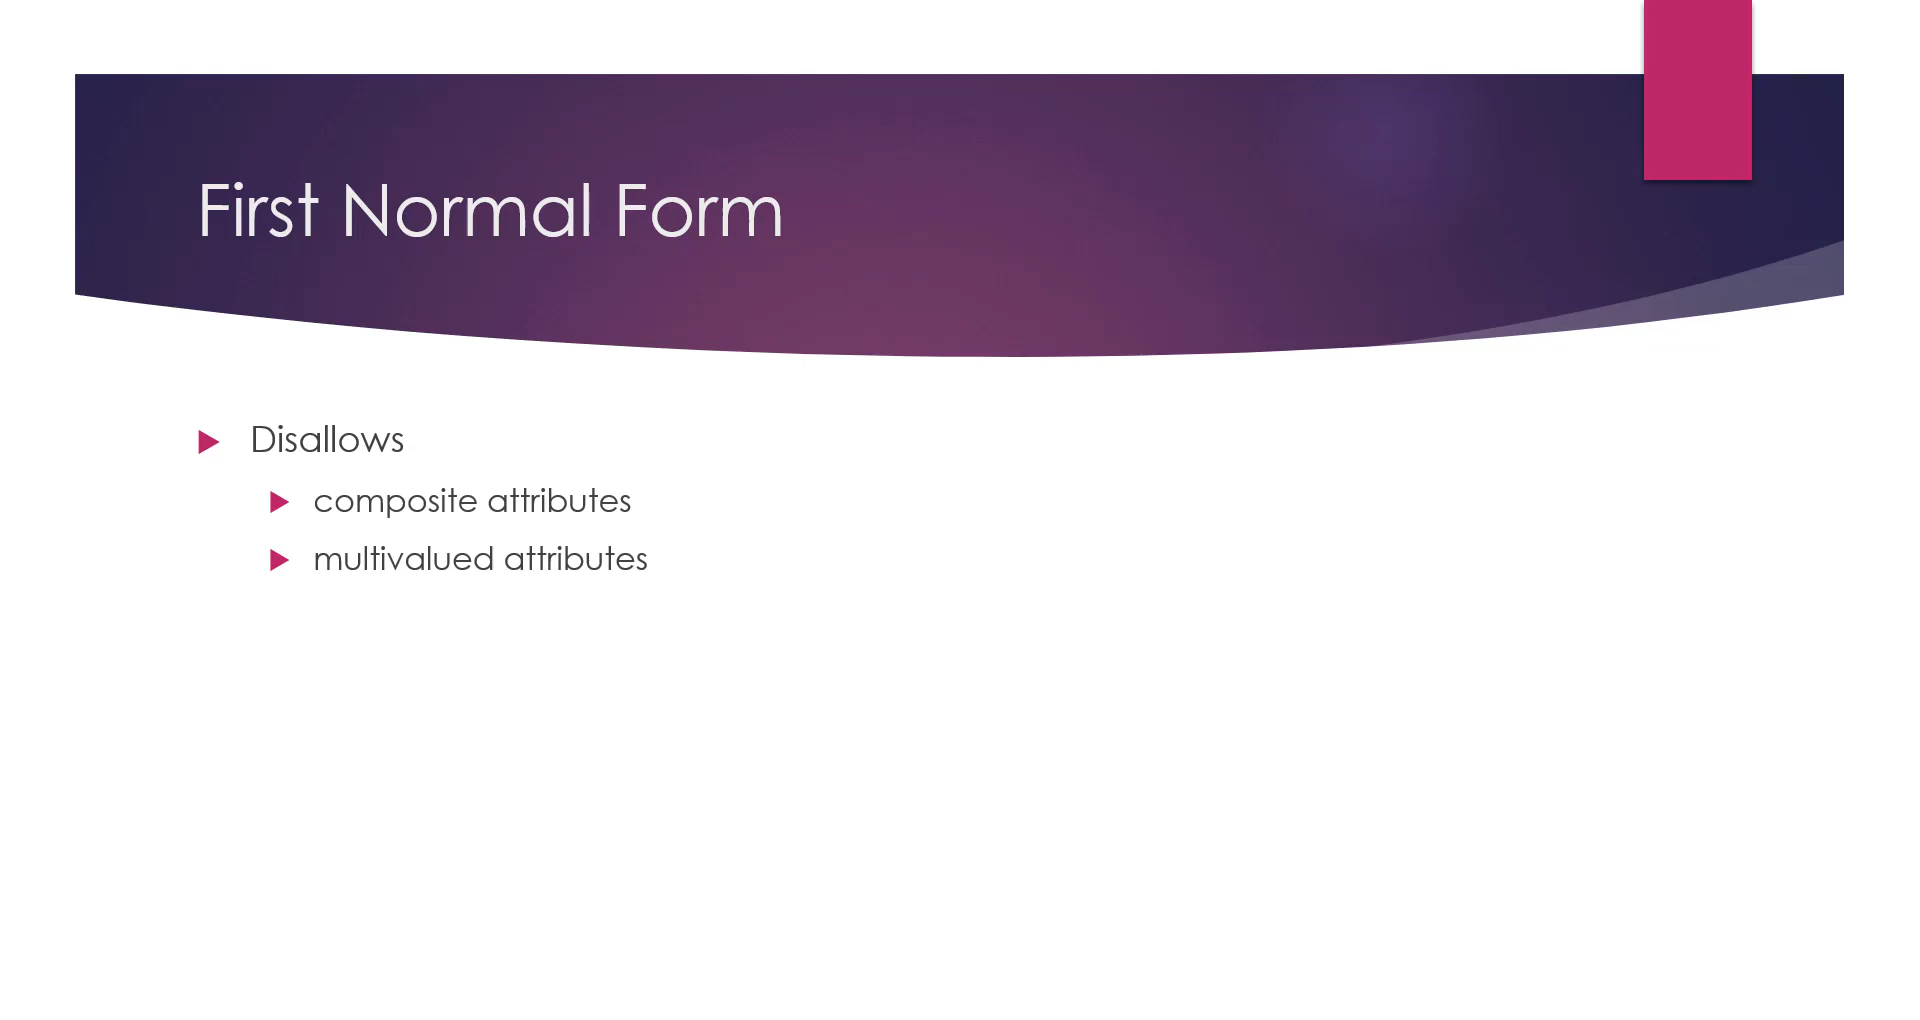 First Normal Form
Disallows
composite attributes
multivalued attributes